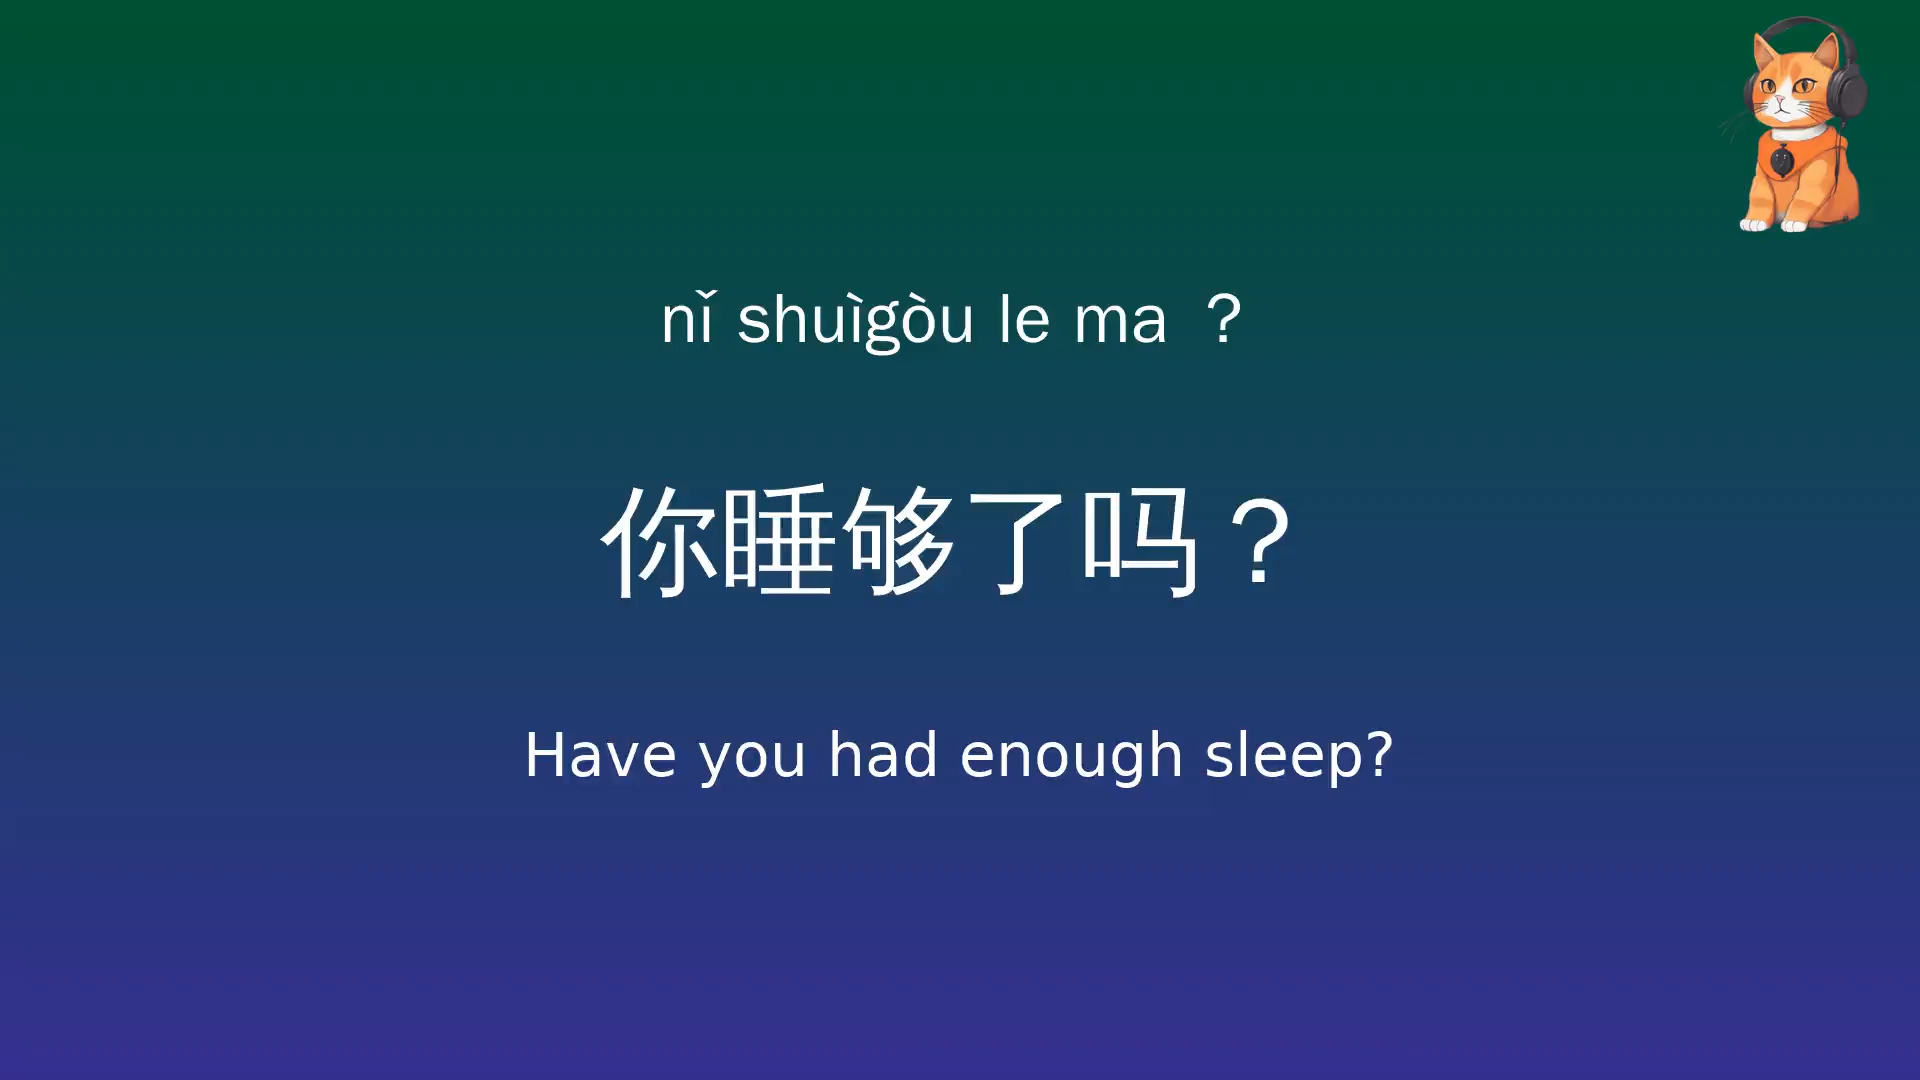 nǐ shuìgòu le ma ？
你睡够了吗？
Have you had enough sleep?